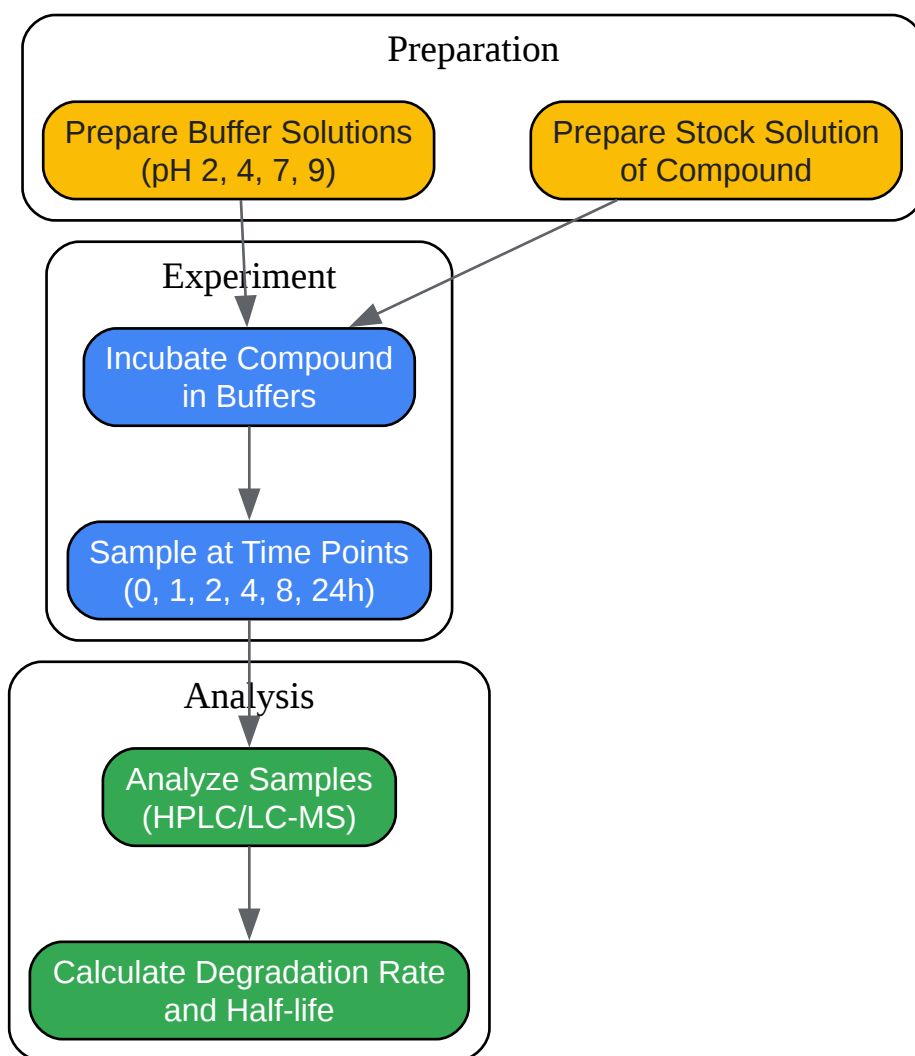 Preparation
Prepare Buffer Solutions
(pH 2, 4, 7, 9)
Prepare Stock Solution
of Compound
Experiment
Incubate Compound
in Buffers
Sample at Time Points
(0, 1, 2, 4, 8, 24h)
Analysis
Analyze Samples
(HPLC/LC-MS)
Calculate Degradation Rate
and Half-life